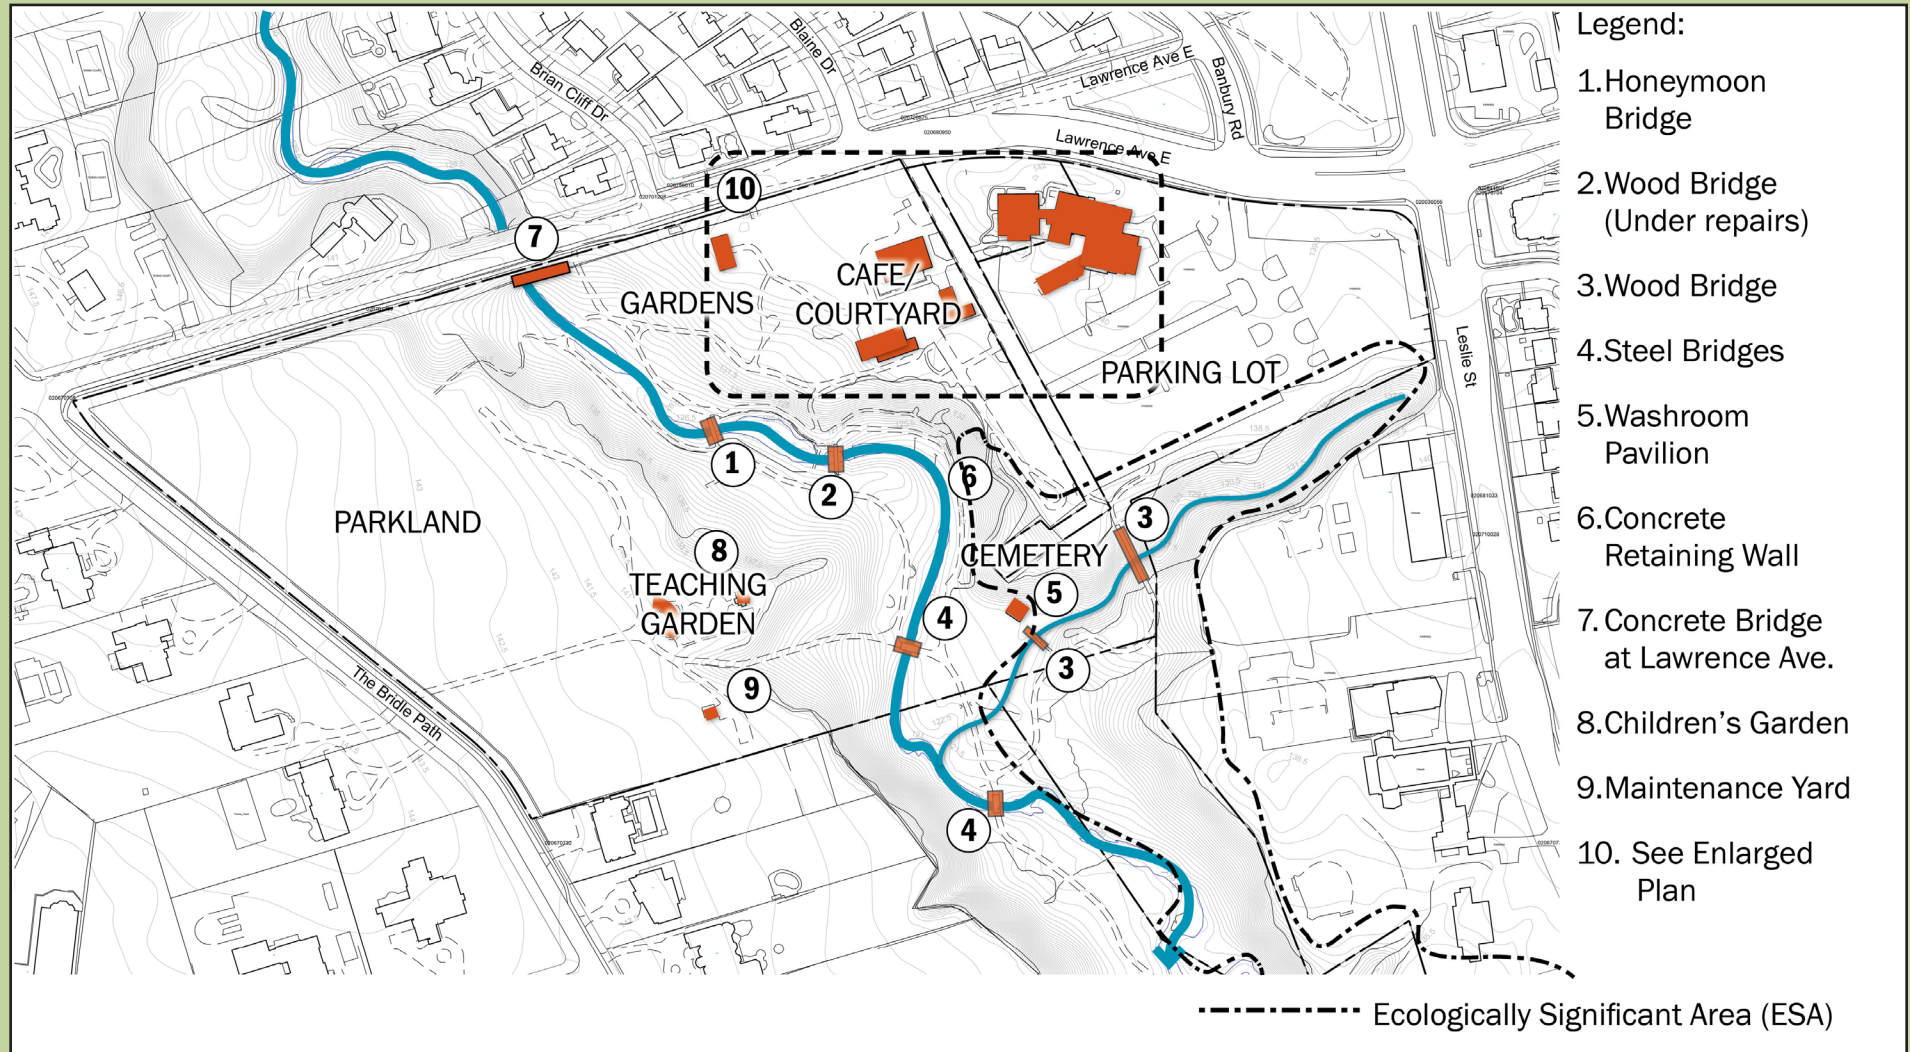 Legend:
1.Honeymoon
Bridge
2.Wood Bridge
(Under repairs)
3.Wood Bridge
4.Steel Bridges
5.Washroom
Pavilion
6.Concrete
Retaining Wall
7.Concrete Bridge
at Lawrence Ave.
8.Children's Garden
9.Maintenance Yard
10. See Enlarged
Plan
Blaine Dr
Brian Cliff Dr
Lawrence Ave E
Banbury Rd
Lawrence Ave E
10
7
CAFE/
COURTYARD
GARDENS
PARKING LOT
Leslie St
1
2
6
3
PARKLAND
CEMETERY
8
TEACHING
GARDEN
5
4
3
9
The Bridle Path
4
Ecologically Significant Area (ESA)